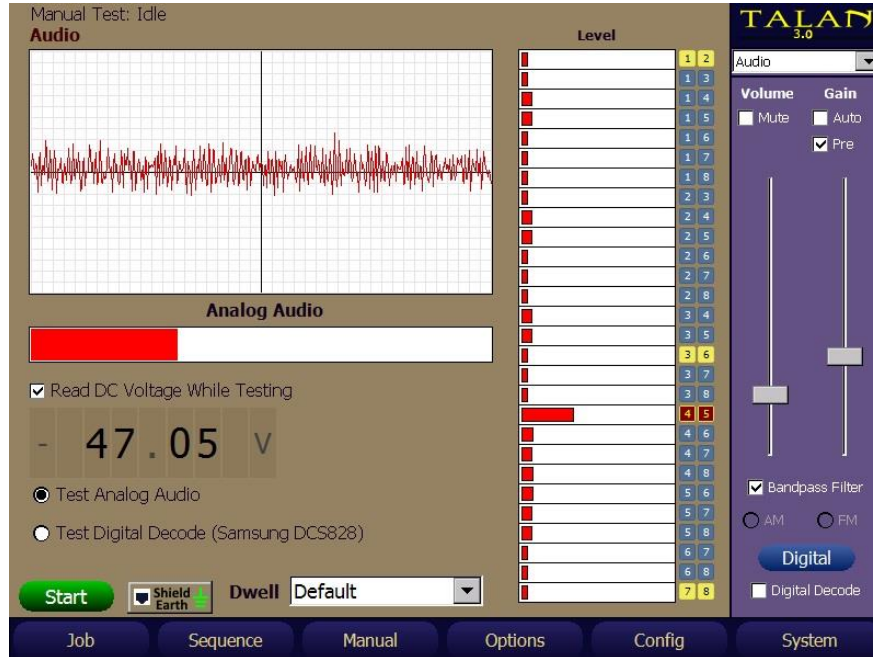 Manual Test: Idle
Audio
Analog Audio
Read DC Voltage While Testing
- 47.05 V
Test Analog Audio
Test Digital Decode (Samsung DCS828)
Start
Shield
Earth
Dwell
Default
Level
1 2
1 3
1 4
1 5
1 6
1 7
1 8
2 3
2 4
2 5
2 6
2 7
2 8
3 4
3 5
3 6
3 7
3 8
4 5
4 6
4 7
4 8
5 6
5 7
5 8
6 7
6 8
7 8
TALAN
3.0
Audio
Volume Gain
Mute Auto
Pre
Bandpass Filter
AM FM
Digital
Digital Decode
Job Sequence Manual Options Config System